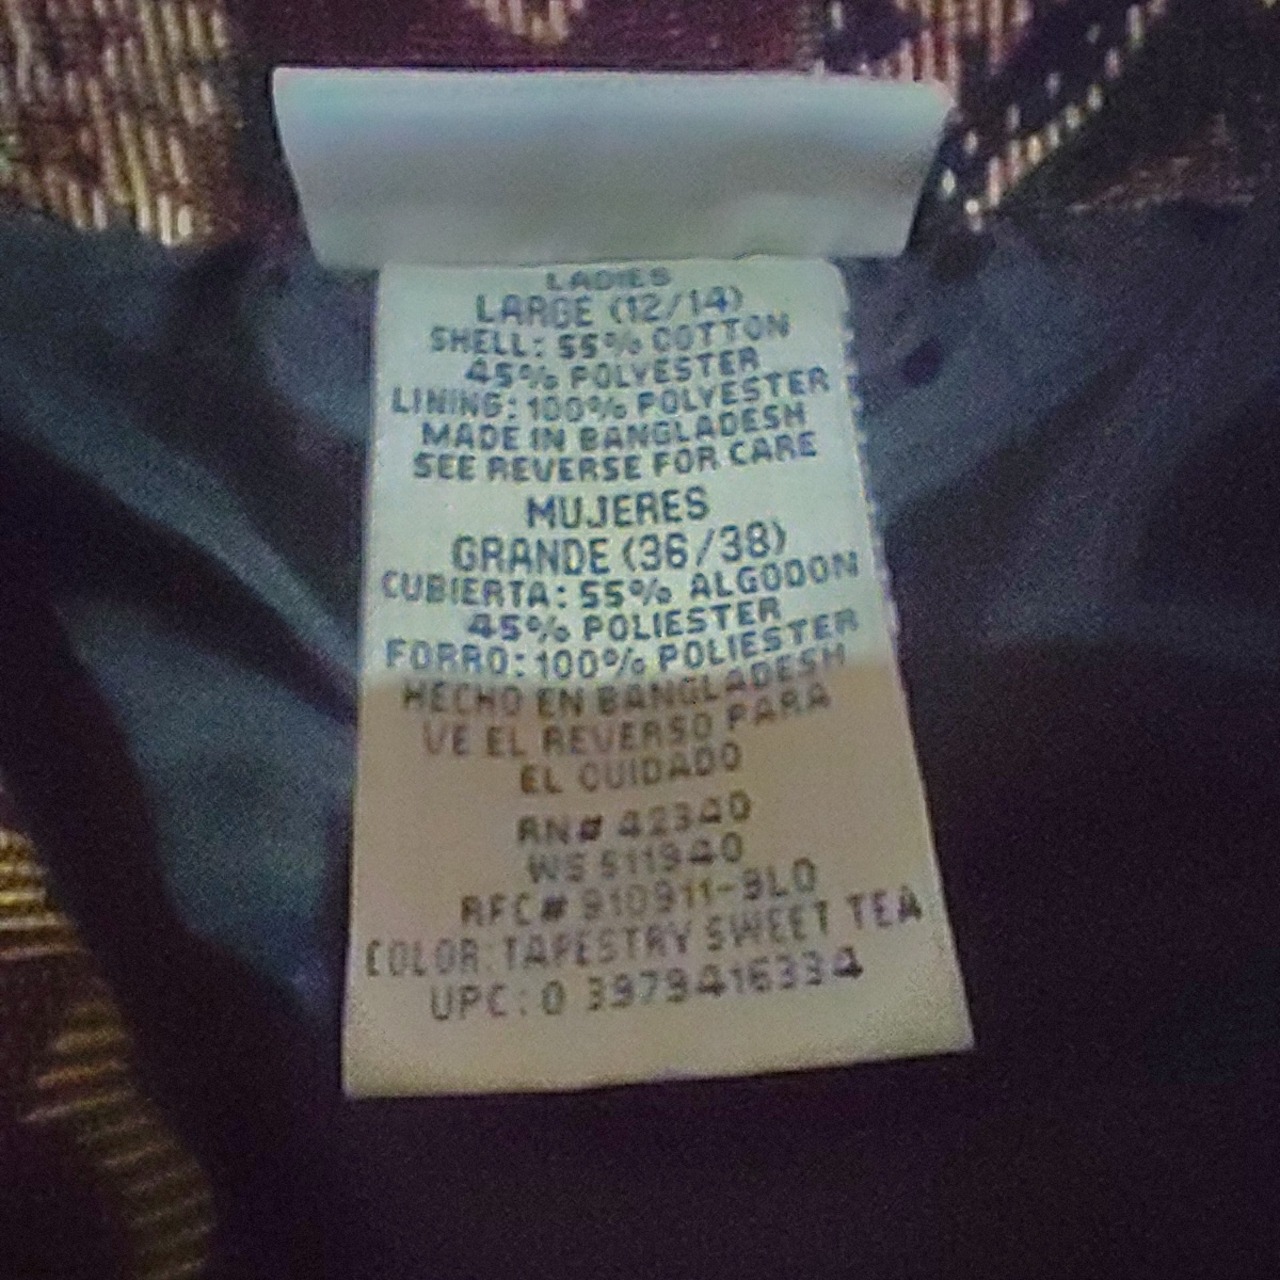 LADIES
LARGE (12/14)
SHELL: 55% COTTON
45% POLYESTER
LINING: 100% POLYESTER
MADE IN BANGLADESH
SEE REVERSE FOR CARE
MUJERES
GRANDE (36/38)
CUBIERTA: 55% ALGODON
45% POLIESTER
FORRO: 100% POLIESTER
HECHO EN BANGLADESH
VE EL REVERSO PARA
EL CUIDADO
RN# 42340
WS 511940
RFC# 910911-3L0
COLOR: TAPESTRY SWEET TEA
UPC: 0 3979416334